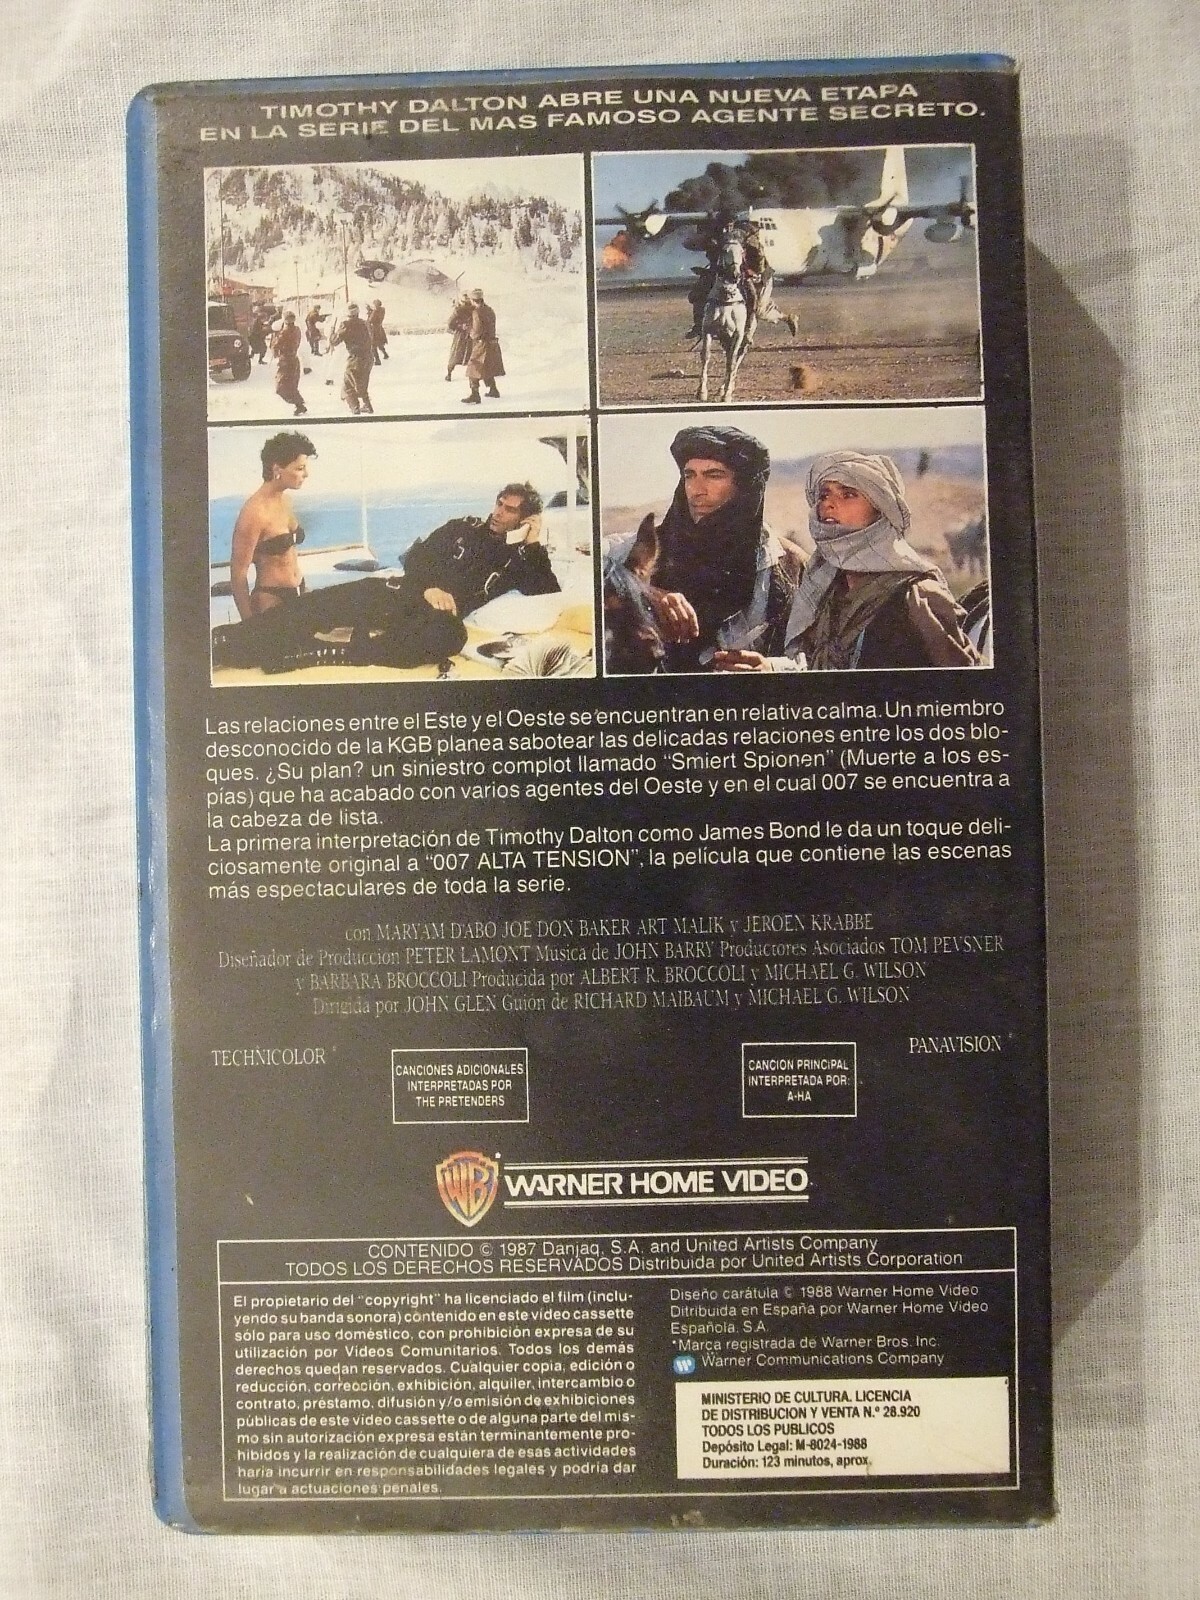 TIMOTHY DALTON ABRE UNA NUEVA ETAPA
EN LA SERIE DEL MAS FAMOSO AGENTE SECRETO.
Las relaciones entre el Este y el Oeste se encuentran en relativa calma. Un miembro
desconocido de la KGB planea sabotear las delicadas relaciones entre los dos blo-
ques. ¿Su plan? un siniestro complot llamado "Smiert Spionen" (Muerte a los es-
pías) que ha acabado con varios agentes del Oeste y en el cual 007 se encuentra a
la cabeza de lista.
La primera interpretación de Timothy Dalton como James Bond le da un toque deli-
ciosamente original a "007 ALTA TENSION", la película que contiene las escenas
más espectaculares de toda la serie.
con MARYAM D'ABO JOE DON BAKER ART MALIK y JEROEN KRABBE
Diseñador de Producción PETER LAMONT Musica de JOHN BARRY Productores Asociados TOM PEVSNER
y BARBARA BROCCOLI Producida por ALBERT R. BROCCOLI y MICHAEL G. WILSON
Dirigida por JOHN GLEN Guión de RICHARD MAIBAUM y MICHAEL G. WILSON
TECHNICOLOR®
PANAVISION®
CANCIONES ADICIONALES
INTERPRETADAS POR
THE PRETENDERS
CANCION PRINCIPAL
INTERPRETADA POR:
A-HA
WB
WARNER HOME VIDEO
CONTENIDO © 1987 Danjaq, S.A. and United Artists Company
TODOS LOS DERECHOS RESERVADOS Distribuida por United Artists Corporation
El propietario del "copyright" ha licenciado el film (inclu-
yendo su banda sonora) contenido en este vídeo cassette
sólo para uso doméstico, con prohibición expresa de su
utilización por Vídeos Comunitarios. Todos los demás
derechos quedan reservados. Cualquier copia, edición o
reducción, corrección, exhibición, alquiler, intercambio o
contrato, préstamo, difusión y/o emisión de exhibiciones
públicas de este vídeo cassette o de alguna parte del mis-
mo sin autorización expresa están terminantemente pro-
hibidos y la realización de cualquiera de esas actividades
haría incurrir en responsabilidades legales y podría dar
lugar a actuaciones penales.
Diseño carátula © 1988 Warner Home Video
Ditribuida en España por Warner Home Video
Española, S.A.
*Marca registrada de Warner Bros. Inc.
Warner Communications Company
MINISTERIO DE CULTURA. LICENCIA
DE DISTRIBUCION Y VENTA N.º 28.920
TODOS LOS PUBLICOS
Depósito Legal: M-8024-1988
Duración: 123 minutos, aprox.